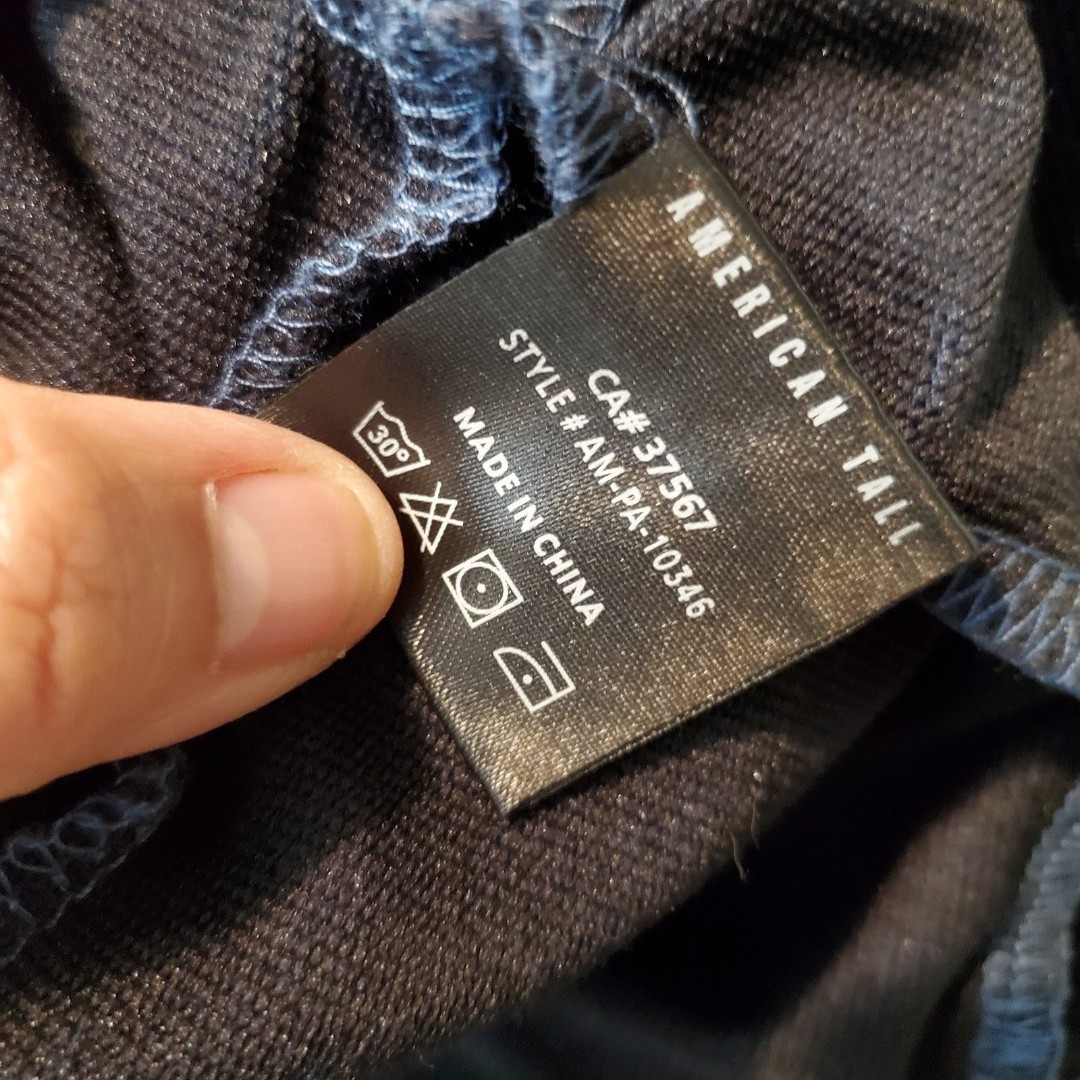 AMERICAN TALL
CA# 37567
STYLE # AM-PA.10346
MADE IN CHINA
30°